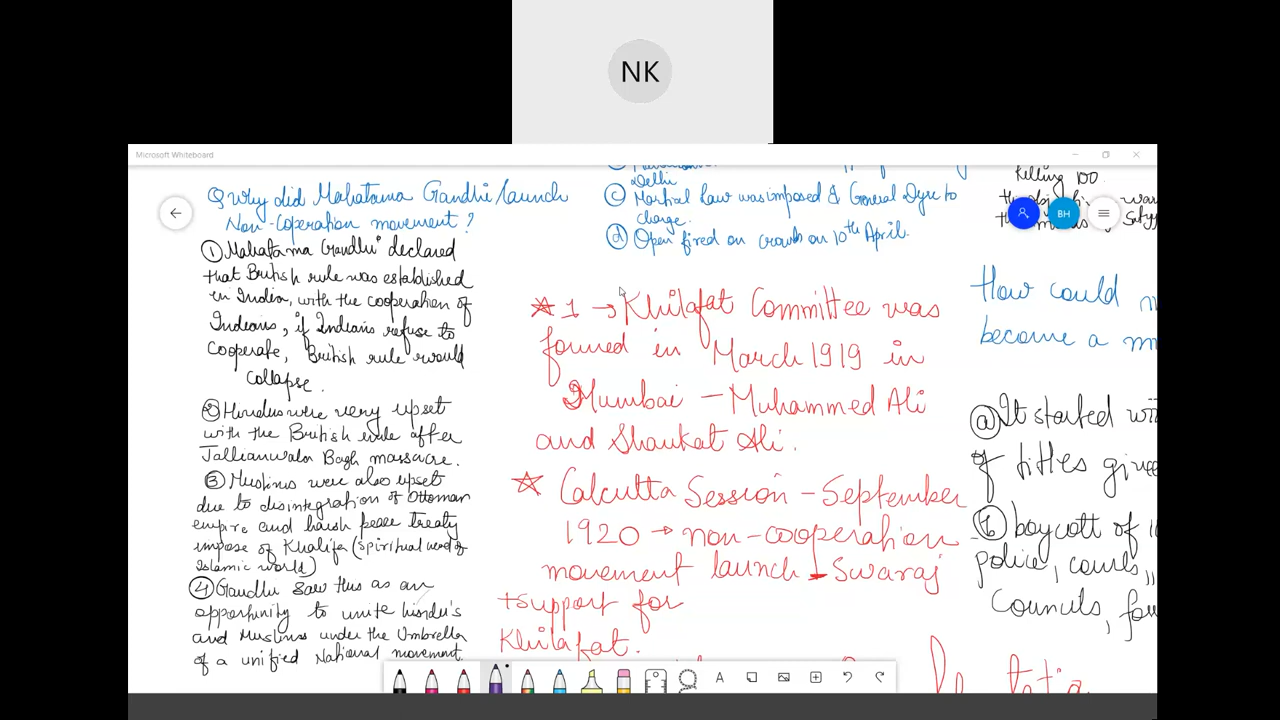 NK
Microsoft Whiteboard
Q Why did Mahatama Gandhi launch
Non-coperation movement?
① Mahatama Gandhi declared
that British rule was established
in India, with the cooperation of
Indians, if Indians refuse to
cooperate, British rule would
collapse.
② Hindus were very upset
with the British rule after
Jallianwala Bagh massacre.
③ Muslims were also upset
due to disintegration of Ottoman
empire and harsh peace treaty
impose of Khalifa (spiritual head of
Islamic world)
④ Gandhi saw this as an
opportunity to unite hindu's
and Muslims under the Umbrella
of a unified National movement.
Delhi
ⓒ Martial law was imposed & General Dyre to
charge.
ⓓ Open fired on crowds on 10th April.
☆ 1 → Khilafat Committee was
formed in March 1919 in
Mumbai - Muhammed Ali
and Shaukat Ali.
☆ Calcutta Session - September
1920 → non-cooperation
movement launch - Swaraj
+support for
Khilafat.
killing 100.
BH
How could
become a
ⓐ It started
of titles
ⓑ boycott of
police, courts,
Councils,